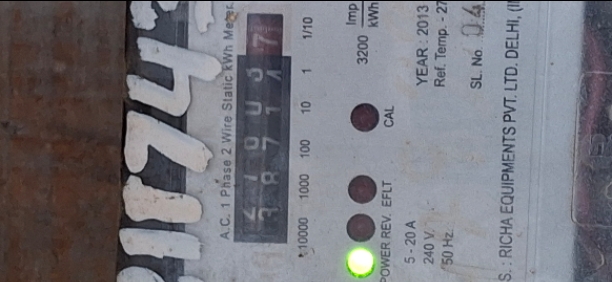 A.C. 1 Phase 2 Wire Static kWh Meter
10000 1000 100 10 1 1/10
3200 Imp/kWh
POWER REV. EFLT CAL
5 - 20 A
240 V.
50 Hz.
YEAR : 2013
Ref. Temp. - 27
SL. No. 04
S. : RICHA EQUIPMENTS PVT. LTD. DELHI, (I